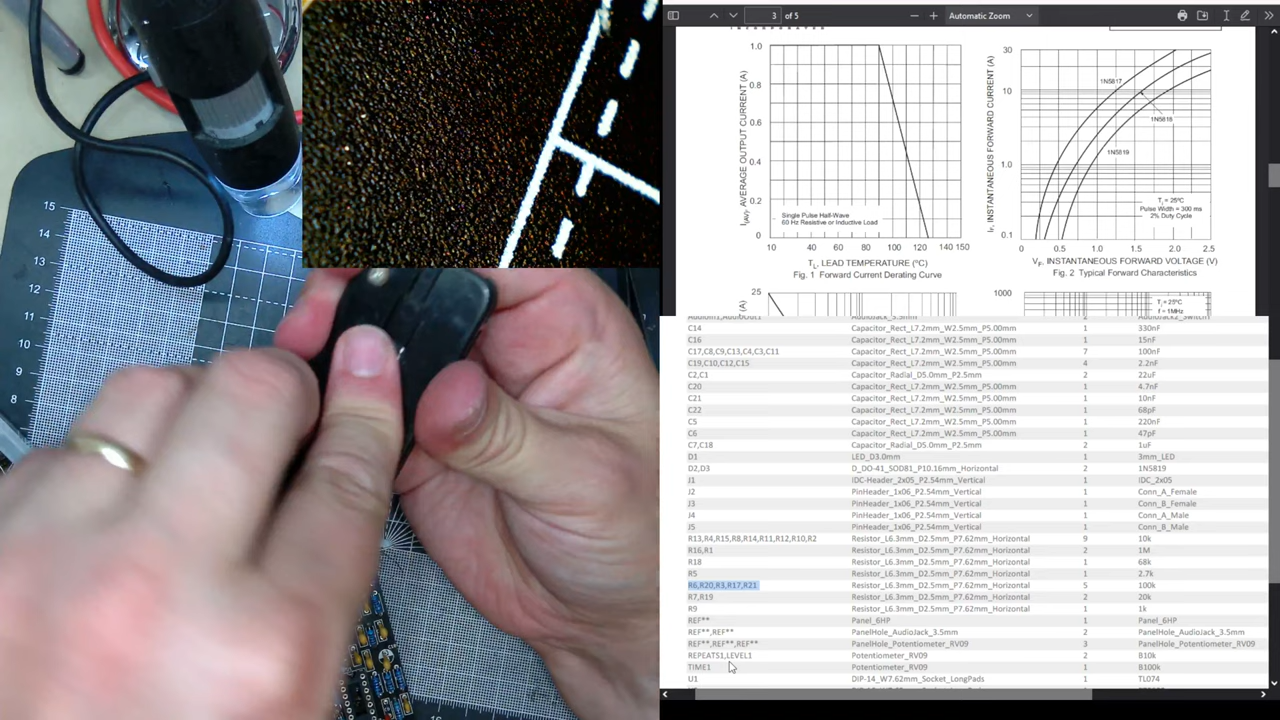 3 of 5
Automatic Zoom
1.0
0.8
0.6
0.4
0.2
0
10 40 60 80 100 120 140 150
I(AV), AVERAGE OUTPUT CURRENT (A)
Single Pulse Half-Wave
60 Hz Resistive or Inductive Load
TL, LEAD TEMPERATURE (°C)
Fig. 1 Forward Current Derating Curve
30
10
1.0
0.1
0 0.5 1.0 1.5 2.0 2.5
IF, INSTANTANEOUS FORWARD CURRENT (A)
1N5817
1N5818
1N5819
Tj = 25°C
Pulse Width = 300 ms
2% Duty Cycle
VF, INSTANTANEOUS FORWARD VOLTAGE (V)
Fig. 2 Typical Forward Characteristics
25
(A)
1000
Tj = 25°C
f = 1MHz
AudioIn1,AudioOut1 AudioJack_3.5mm 2 AudioJack2_Switch
C14 Capacitor_Rect_L7.2mm_W2.5mm_P5.00mm 1 330nF
C16 Capacitor_Rect_L7.2mm_W2.5mm_P5.00mm 1 15nF
C17,C8,C9,C13,C4,C3,C11 Capacitor_Rect_L7.2mm_W2.5mm_P5.00mm 7 100nF
C19,C10,C12,C15 Capacitor_Rect_L7.2mm_W2.5mm_P5.00mm 4 2.2nF
C2,C1 Capacitor_Radial_D5.0mm_P2.5mm 2 22uF
C20 Capacitor_Rect_L7.2mm_W2.5mm_P5.00mm 1 4.7nF
C21 Capacitor_Rect_L7.2mm_W2.5mm_P5.00mm 1 10nF
C22 Capacitor_Rect_L7.2mm_W2.5mm_P5.00mm 1 68pF
C5 Capacitor_Rect_L7.2mm_W2.5mm_P5.00mm 1 220nF
C6 Capacitor_Rect_L7.2mm_W2.5mm_P5.00mm 1 47pF
C7,C18 Capacitor_Radial_D5.0mm_P2.5mm 2 1uF
D1 LED_D3.0mm 1 3mm_LED
D2,D3 D_DO-41_SOD81_P10.16mm_Horizontal 2 1N5819
J1 IDC-Header_2x05_P2.54mm_Vertical 1 IDC_2x05
J2 PinHeader_1x06_P2.54mm_Vertical 1 Conn_A_Female
J3 PinHeader_1x06_P2.54mm_Vertical 1 Conn_B_Female
J4 PinHeader_1x06_P2.54mm_Vertical 1 Conn_A_Male
J5 PinHeader_1x06_P2.54mm_Vertical 1 Conn_B_Male
R13,R4,R15,R8,R14,R11,R12,R10,R2 Resistor_L6.3mm_D2.5mm_P7.62mm_Horizontal 9 10k
R16,R1 Resistor_L6.3mm_D2.5mm_P7.62mm_Horizontal 2 1M
R18 Resistor_L6.3mm_D2.5mm_P7.62mm_Horizontal 1 68k
R5 Resistor_L6.3mm_D2.5mm_P7.62mm_Horizontal 1 2.7k
R6,R20,R3,R17,R21 Resistor_L6.3mm_D2.5mm_P7.62mm_Horizontal 5 100k
R7,R19 Resistor_L6.3mm_D2.5mm_P7.62mm_Horizontal 2 20k
R9 Resistor_L6.3mm_D2.5mm_P7.62mm_Horizontal 1 1k
REF** Panel_6HP 1 Panel_6HP
REF**,REF** PanelHole_AudioJack_3.5mm 2 PanelHole_AudioJack_3.5mm
REF**,REF**,REF** PanelHole_Potentiometer_RV09 3 PanelHole_Potentiometer_RV09
REPEATS1,LEVEL1 Potentiometer_RV09 2 B10k
TIME1 Potentiometer_RV09 1 B100k
U1 DIP-14_W7.62mm_Socket_LongPads 1 TL074
15
14
13
12
9
8
16